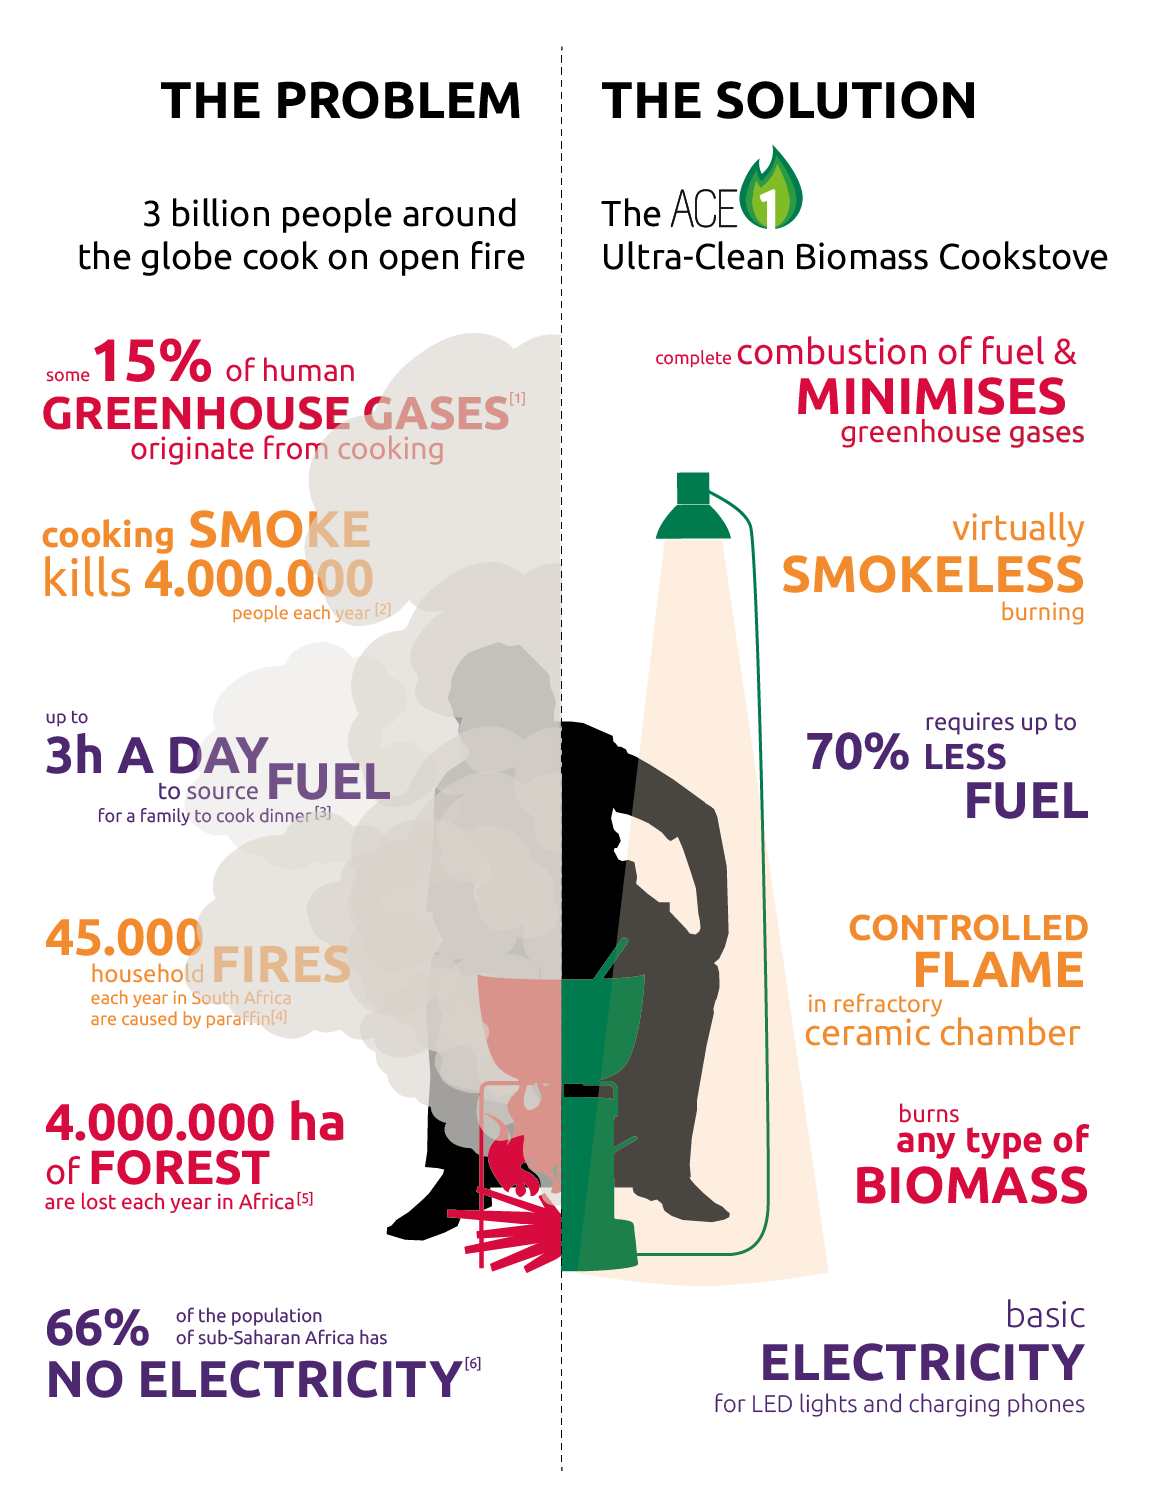 THE PROBLEM
3 billion people around
the globe cook on open fire
some 15% of human
GREENHOUSE GASES[1]
originate from cooking
cooking SMOKE
kills 4.000.000
people each year [2]
up to
3h A DAY
to source FUEL
for a family to cook dinner [3]
45.000
household FIRES
each year in South Africa
are caused by paraffin[4]
4.000.000 ha
of FOREST
are lost each year in Africa[5]
66% of the population
of sub-Saharan Africa has
NO ELECTRICITY[6]
THE SOLUTION
The ACE 1
Ultra-Clean Biomass Cookstove
complete combustion of fuel &
MINIMISES
greenhouse gases
virtually
SMOKELESS
burning
requires up to
70% LESS
FUEL
CONTROLLED
FLAME
in refractory
ceramic chamber
burns
any type of
BIOMASS
basic
ELECTRICITY
for LED lights and charging phones